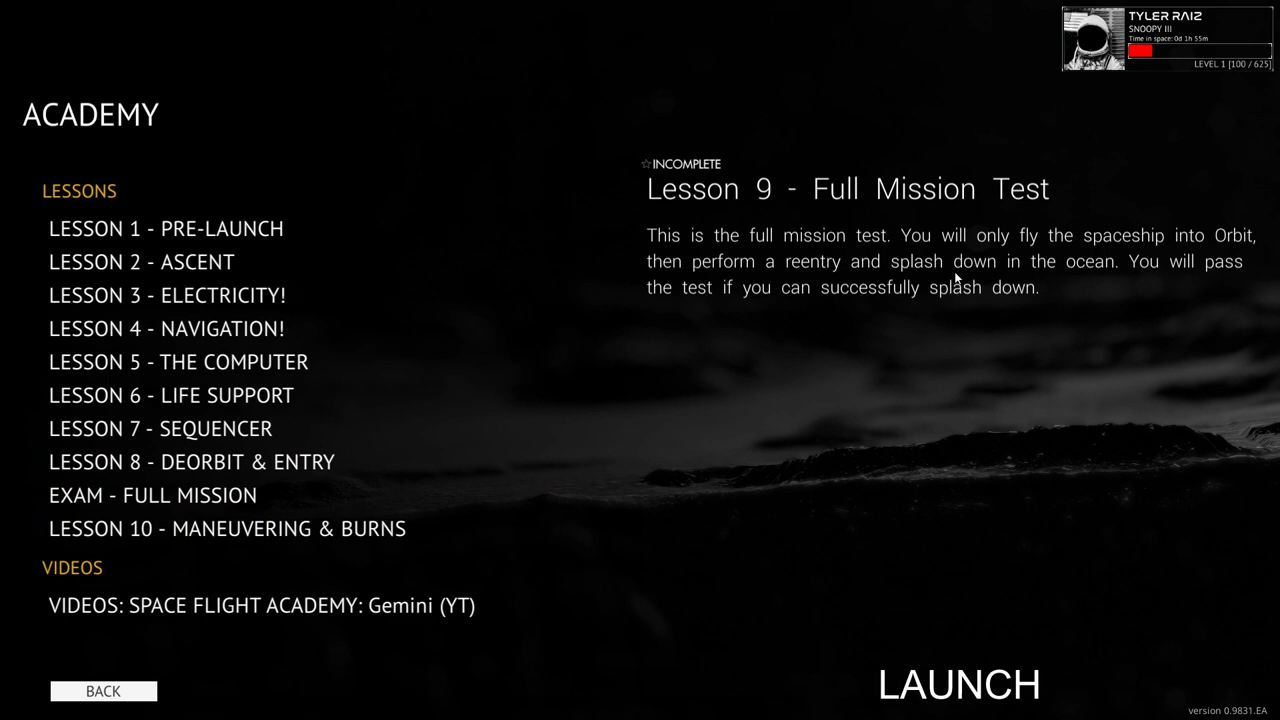 TYLER RAIZ
SNOOPY III
Time in space: 0d 1h 55m
LEVEL 1 [100 / 625]
ACADEMY
LESSONS
LESSON 1 - PRE-LAUNCH
LESSON 2 - ASCENT
LESSON 3 - ELECTRICITY!
LESSON 4 - NAVIGATION!
LESSON 5 - THE COMPUTER
LESSON 6 - LIFE SUPPORT
LESSON 7 - SEQUENCER
LESSON 8 - DEORBIT & ENTRY
EXAM - FULL MISSION
LESSON 10 - MANEUVERING & BURNS
VIDEOS
VIDEOS: SPACE FLIGHT ACADEMY: Gemini (YT)
BACK
☆INCOMPLETE
Lesson 9 - Full Mission Test
This is the full mission test. You will only fly the spaceship into Orbit,
then perform a reentry and splash down in the ocean. You will pass
the test if you can successfully splash down.
LAUNCH
version 0.9831.EA